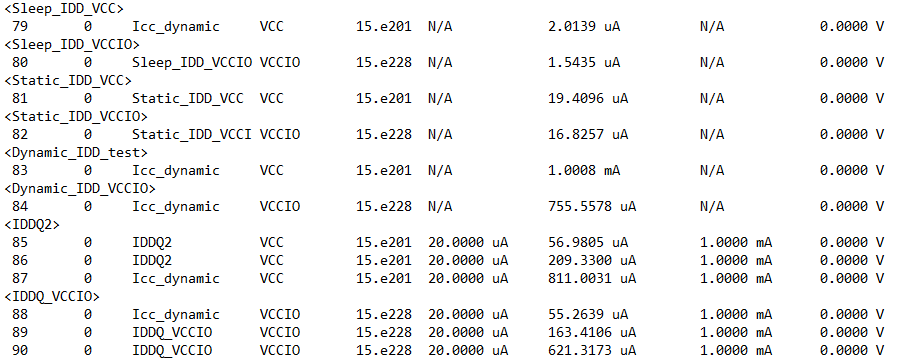 <Sleep_IDD_VCC>
79 0 Icc_dynamic VCC 15.e201 N/A 2.0139 uA N/A 0.0000 V
<Sleep_IDD_VCCIO>
80 0 Sleep_IDD_VCCIO VCCIO 15.e228 N/A 1.5435 uA N/A 0.0000 V
<Static_IDD_VCC>
81 0 Static_IDD_VCC VCC 15.e201 N/A 19.4096 uA N/A 0.0000 V
<Static_IDD_VCCIO>
82 0 Static_IDD_VCCI VCCIO 15.e228 N/A 16.8257 uA N/A 0.0000 V
<Dynamic_IDD_test>
83 0 Icc_dynamic VCC 15.e201 N/A 1.0008 mA N/A 0.0000 V
<Dynamic_IDD_VCCIO>
84 0 Icc_dynamic VCCIO 15.e228 N/A 755.5578 uA N/A 0.0000 V
<IDDQ2>
85 0 IDDQ2 VCC 15.e201 20.0000 uA 56.9805 uA 1.0000 mA 0.0000 V
86 0 IDDQ2 VCC 15.e201 20.0000 uA 209.3300 uA 1.0000 mA 0.0000 V
87 0 Icc_dynamic VCC 15.e201 20.0000 uA 811.0031 uA 1.0000 mA 0.0000 V
<IDDQ_VCCIO>
88 0 Icc_dynamic VCCIO 15.e228 20.0000 uA 55.2639 uA 1.0000 mA 0.0000 V
89 0 IDDQ_VCCIO VCCIO 15.e228 20.0000 uA 163.4106 uA 1.0000 mA 0.0000 V
90 0 IDDQ_VCCIO VCCIO 15.e228 20.0000 uA 621.3173 uA 1.0000 mA 0.0000 V